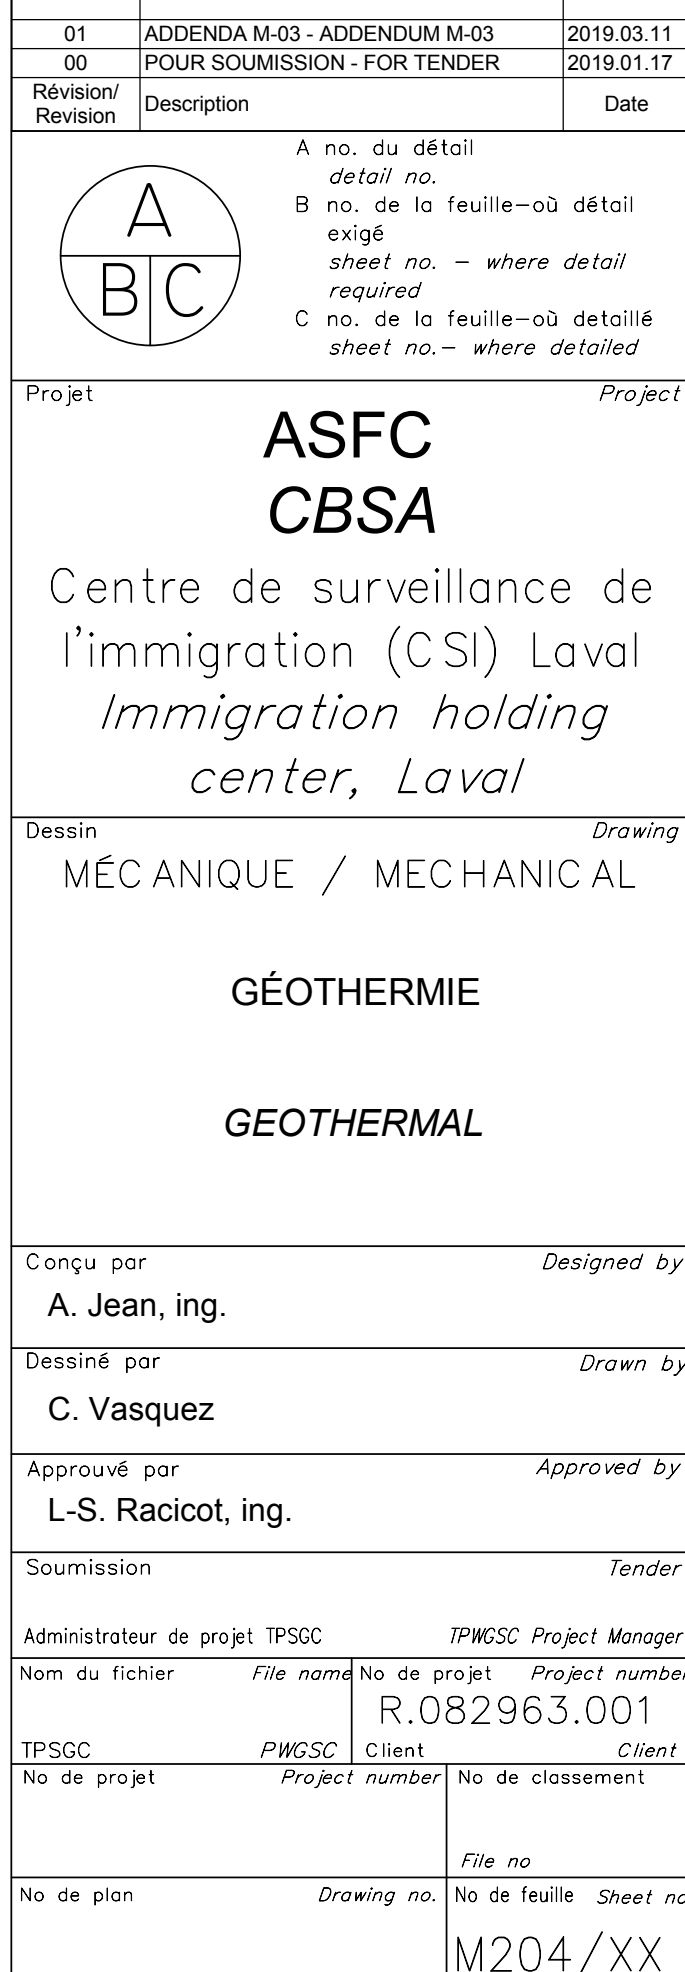 01 ADDENDA M-03 - ADDENDUM M-03 2019.03.11
00 POUR SOUMISSION - FOR TENDER 2019.01.17
Révision/
Revision Description Date
A no. du détail
detail no.
B no. de la feuille-où détail
exigé
sheet no. - where detail
required
C no. de la feuille-où detaillé
sheet no.- where detailed
A
B C
Projet Project
ASFC
CBSA
Centre de surveillance de
l'immigration (CSI) Laval
Immigration holding
center, Laval
Dessin Drawing
MÉCANIQUE / MECHANICAL
GÉOTHERMIE
GEOTHERMAL
Conçu par Designed by
A. Jean, ing.
Dessiné par Drawn by
C. Vasquez
Approuvé par Approved by
L-S. Racicot, ing.
Soumission Tender
Administrateur de projet TPSGC TPWGSC Project Manager
Nom du fichier File name No de projet Project number
R.082963.001
TPSGC PWGSC Client Client
No de projet Project number No de classement
File no
No de plan Drawing no. No de feuille Sheet no
M204/XX